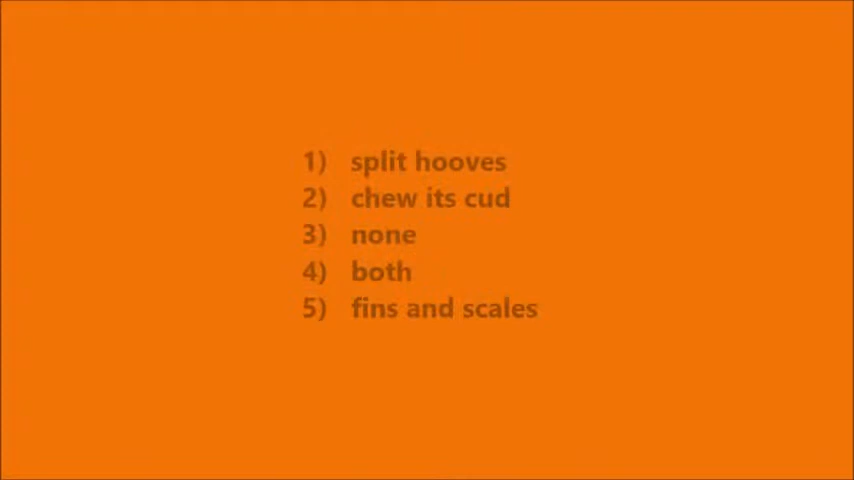 1) split hooves
2) chew its cud
3) none
4) both
5) fins and scales